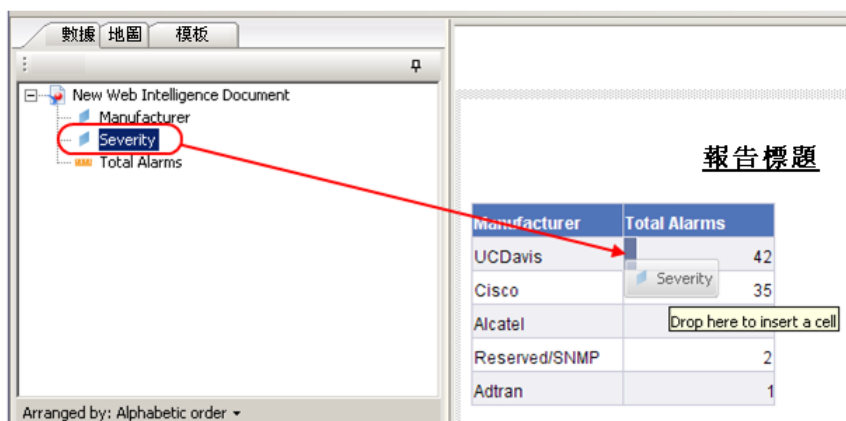 數據 地圖 模板
New Web Intelligence Document
Manufacturer
Severity
Total Alarms
Arranged by: Alphabetic order
報告標題
Manufacturer Total Alarms
UCDavis 42
Severity
Cisco 35
Alcatel
Drop here to insert a cell
Reserved/SNMP 2
Adtran 1